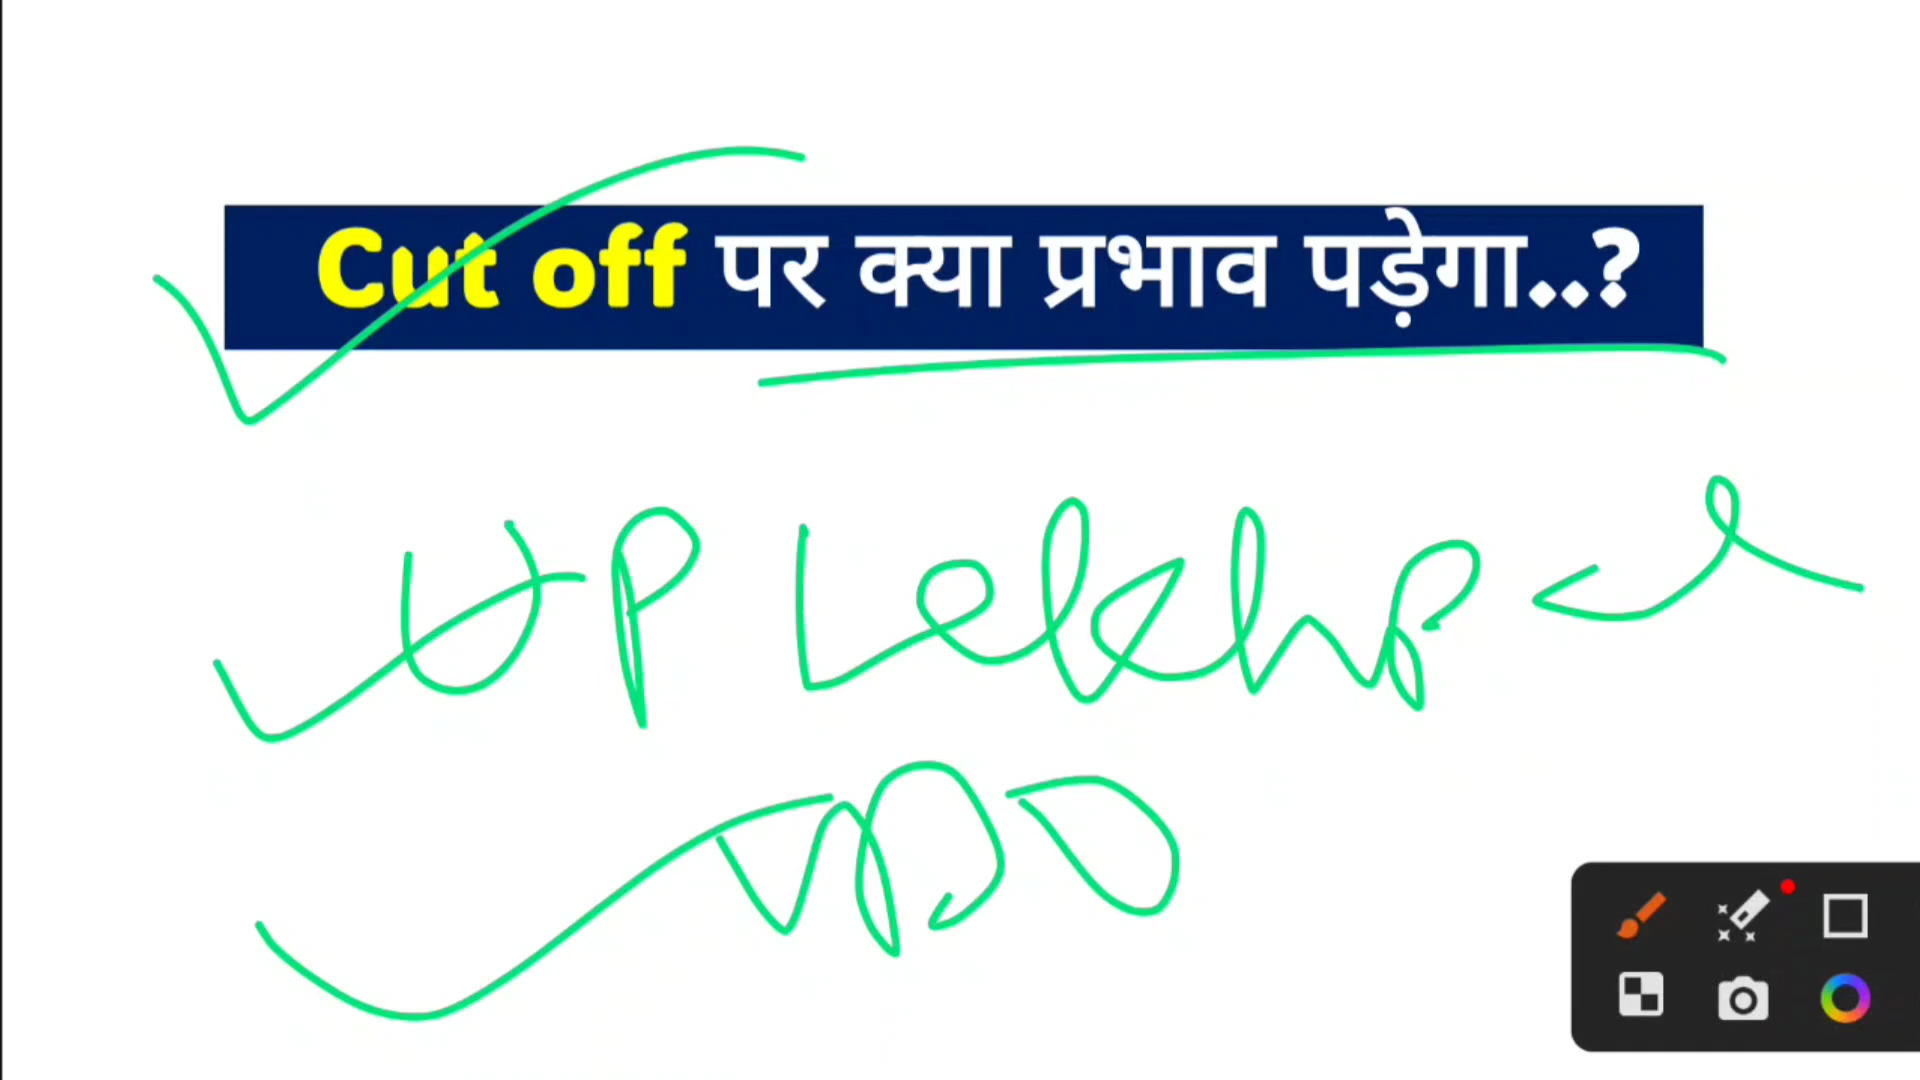 Cut off पर क्या प्रभाव पड़ेगा..?
UP Lekhpal
VDO